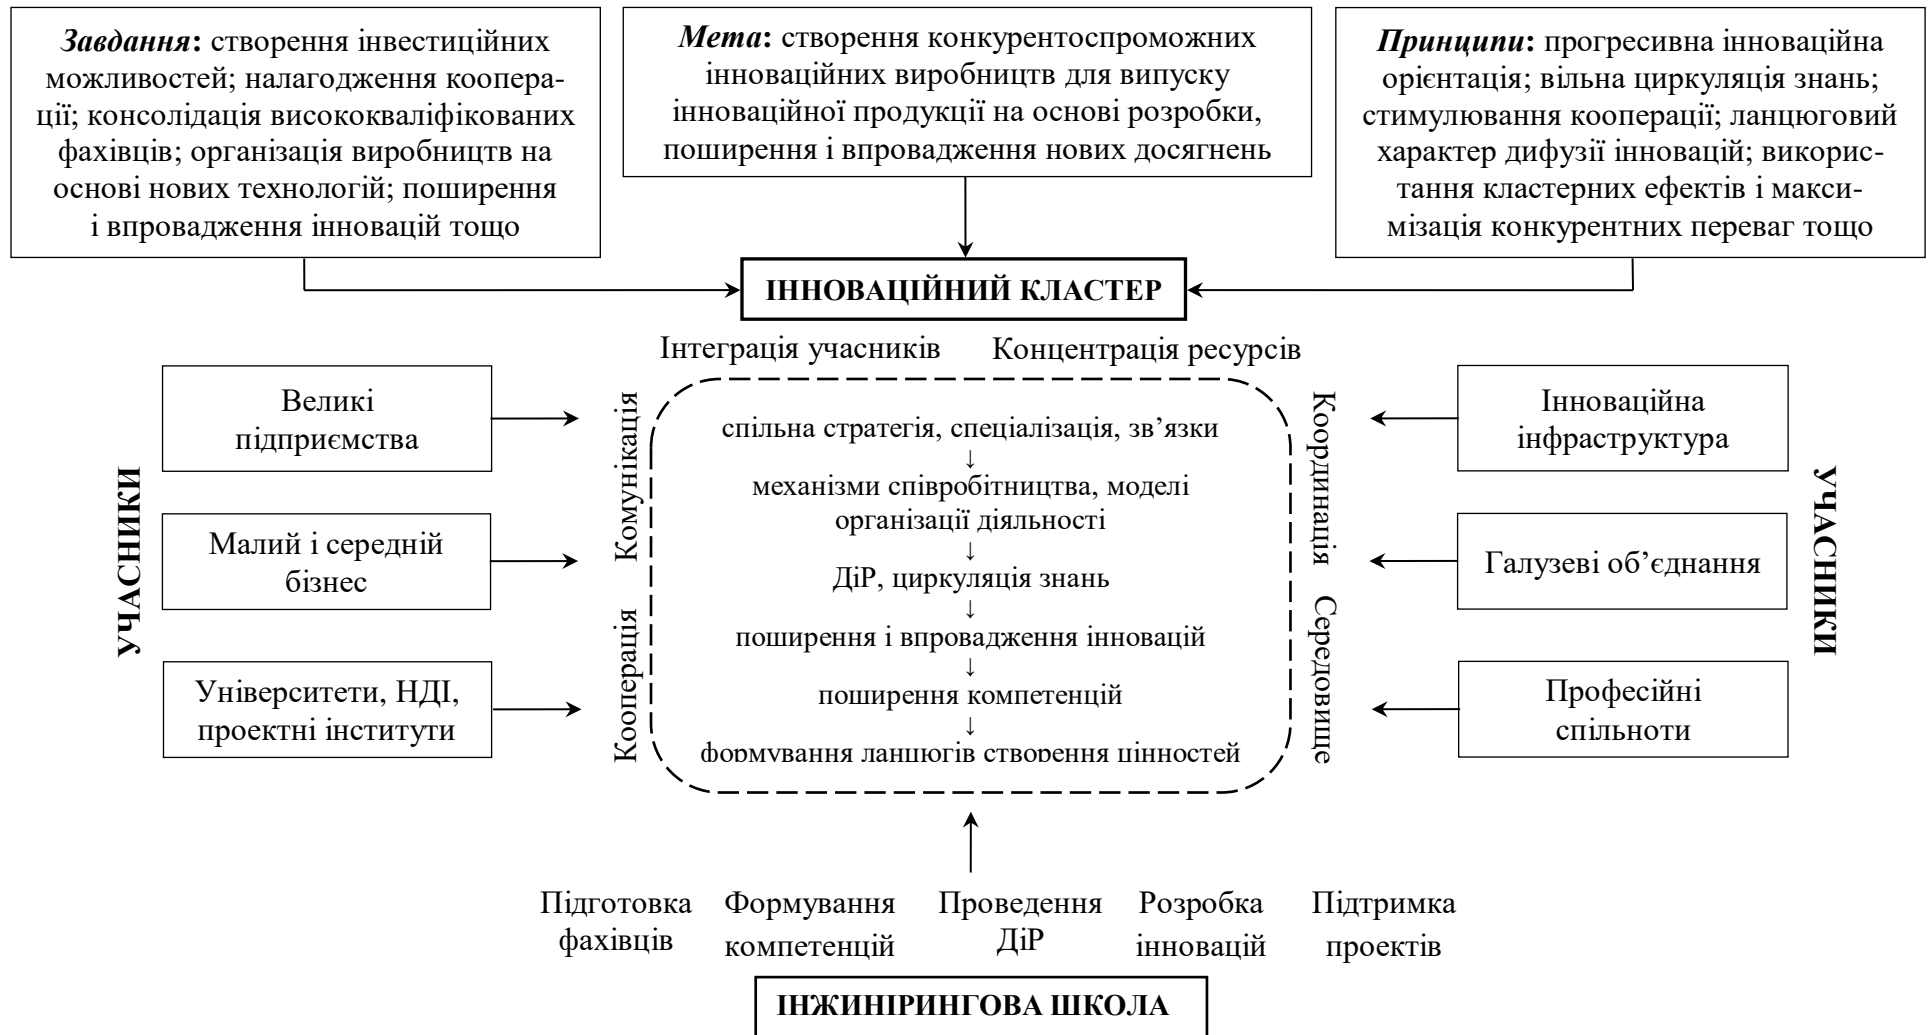 Завдання: створення інвестиційних
можливостей; налагодження коопера-
ції; консолідація висококваліфікованих
фахівців; організація виробництв на
основі нових технологій; поширення
і впровадження інновацій тощо
Мета: створення конкурентоспроможних
інноваційних виробництв для випуску
інноваційної продукції на основі розробки,
поширення і впровадження нових досягнень
Принципи: прогресивна інноваційна
орієнтація; вільна циркуляція знань;
стимулювання кооперації; ланцюговий
характер дифузії інновацій; викорис-
тання кластерних ефектів і макси-
мізація конкурентних переваг тощо
ІННОВАЦІЙНИЙ КЛАСТЕР
Інтеграція учасників
Концентрація ресурсів
УЧАСНИКИ
Великі
підприємства
Малий і середній
бізнес
Університети, НДІ,
проектні інститути
Комунікація
Кооперація
спільна стратегія, спеціалізація, зв’язки
↓
механізми співробітництва, моделі
організації діяльності
↓
ДіР, циркуляція знань
↓
поширення і впровадження інновацій
↓
поширення компетенцій
↓
формування ланцюгів створення цінностей
Координація
Середовище
Інноваційна
інфраструктура
Галузеві об’єднання
Професійні
спільноти
УЧАСНИКИ
Підготовка
фахівців
Формування
компетенцій
Проведення
ДіР
Розробка
інновацій
Підтримка
проектів
ІНЖИНІРИНГОВА ШКОЛА